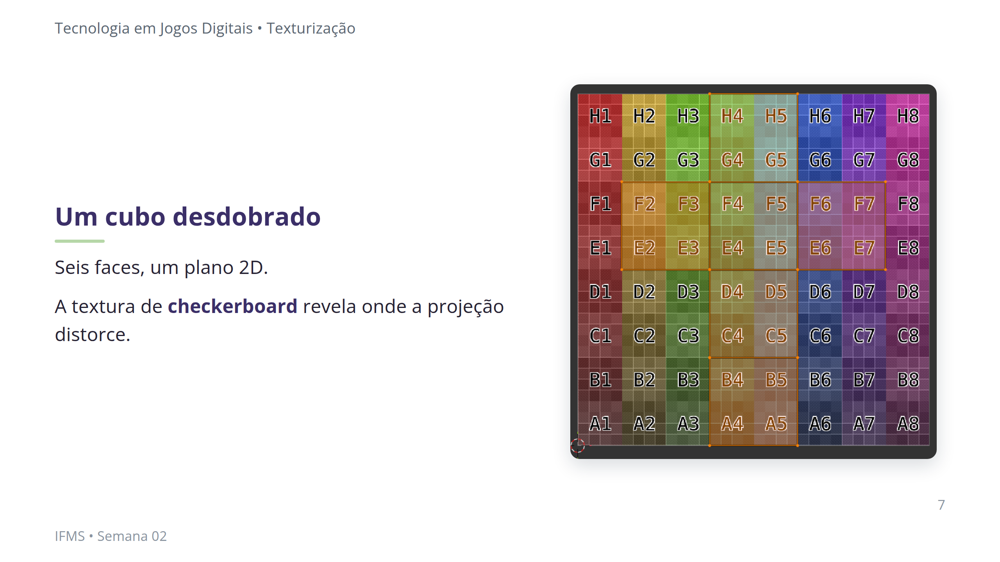 Tecnologia em Jogos Digitais • Texturização
Um cubo desdobrado
Seis faces, um plano 2D.
A textura de checkerboard revela onde a projeção
distorce.
H1 H2 H3 H4 H5 H6 H7 H8
G1 G2 G3 G4 G5 G6 G7 G8
F1 F2 F3 F4 F5 F6 F7 F8
E1 E2 E3 E4 E5 E6 E7 E8
D1 D2 D3 D4 D5 D6 D7 D8
C1 C2 C3 C4 C5 C6 C7 C8
B1 B2 B3 B4 B5 B6 B7 B8
A1 A2 A3 A4 A5 A6 A7 A8
7
IFMS • Semana 02